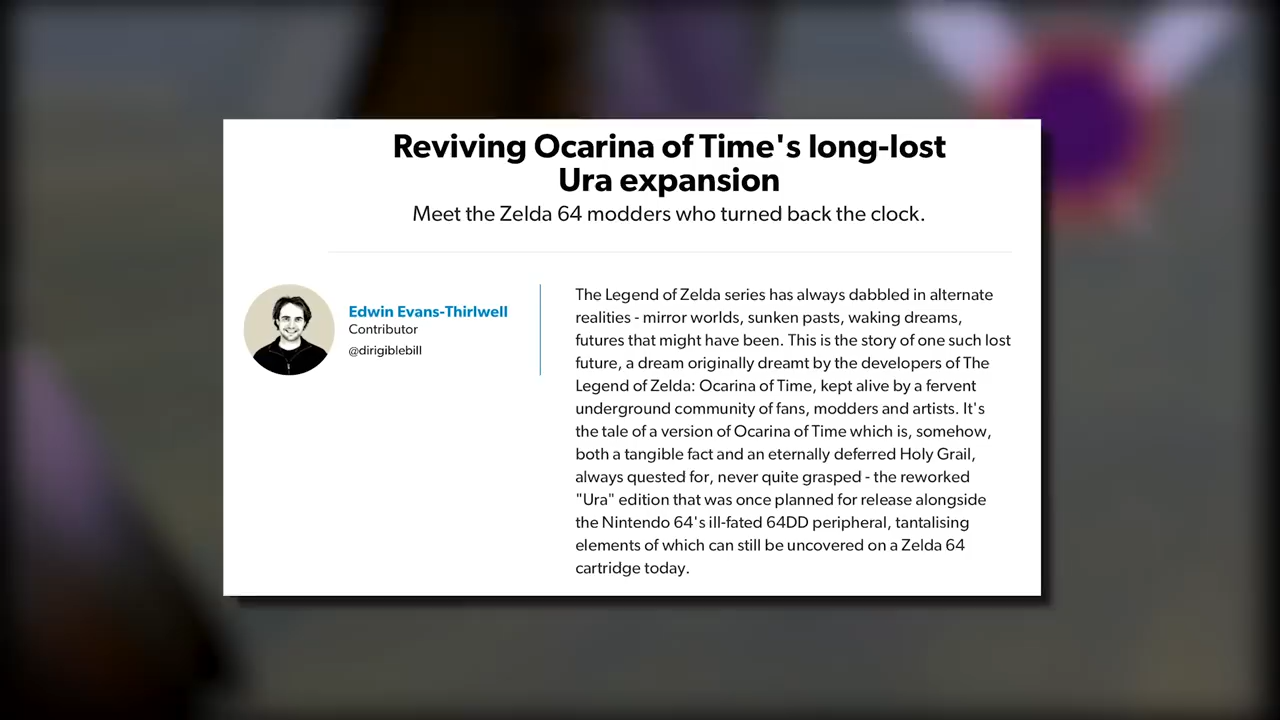 Reviving Ocarina of Time's long-lost
Ura expansion
Meet the Zelda 64 modders who turned back the clock.
Edwin Evans-Thirlwell
Contributor
@dirigiblebill
The Legend of Zelda series has always dabbled in alternate
realities - mirror worlds, sunken pasts, waking dreams,
futures that might have been. This is the story of one such lost
future, a dream originally dreamt by the developers of The
Legend of Zelda: Ocarina of Time, kept alive by a fervent
underground community of fans, modders and artists. It's
the tale of a version of Ocarina of Time which is, somehow,
both a tangible fact and an eternally deferred Holy Grail,
always quested for, never quite grasped - the reworked
"Ura" edition that was once planned for release alongside
the Nintendo 64's ill-fated 64DD peripheral, tantalising
elements of which can still be uncovered on a Zelda 64
cartridge today.